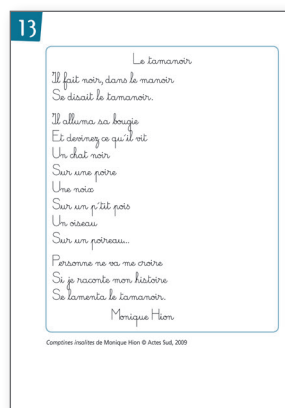 13
Le tamanoir
Il fait noir, dans le manoir
Se disait le tamanoir.
Il alluma sa bougie
Et devinez ce qu'il vit
Un chat noir
Sur une poire
Une noix
Sur un p'tit pois
Un oiseau
Sur un poireau...
Personne ne va me croire
Si je raconte mon histoire
Se lamenta le tamanoir.
Monique Hion
Comptines insolites de Monique Hion © Actes Sud, 2009